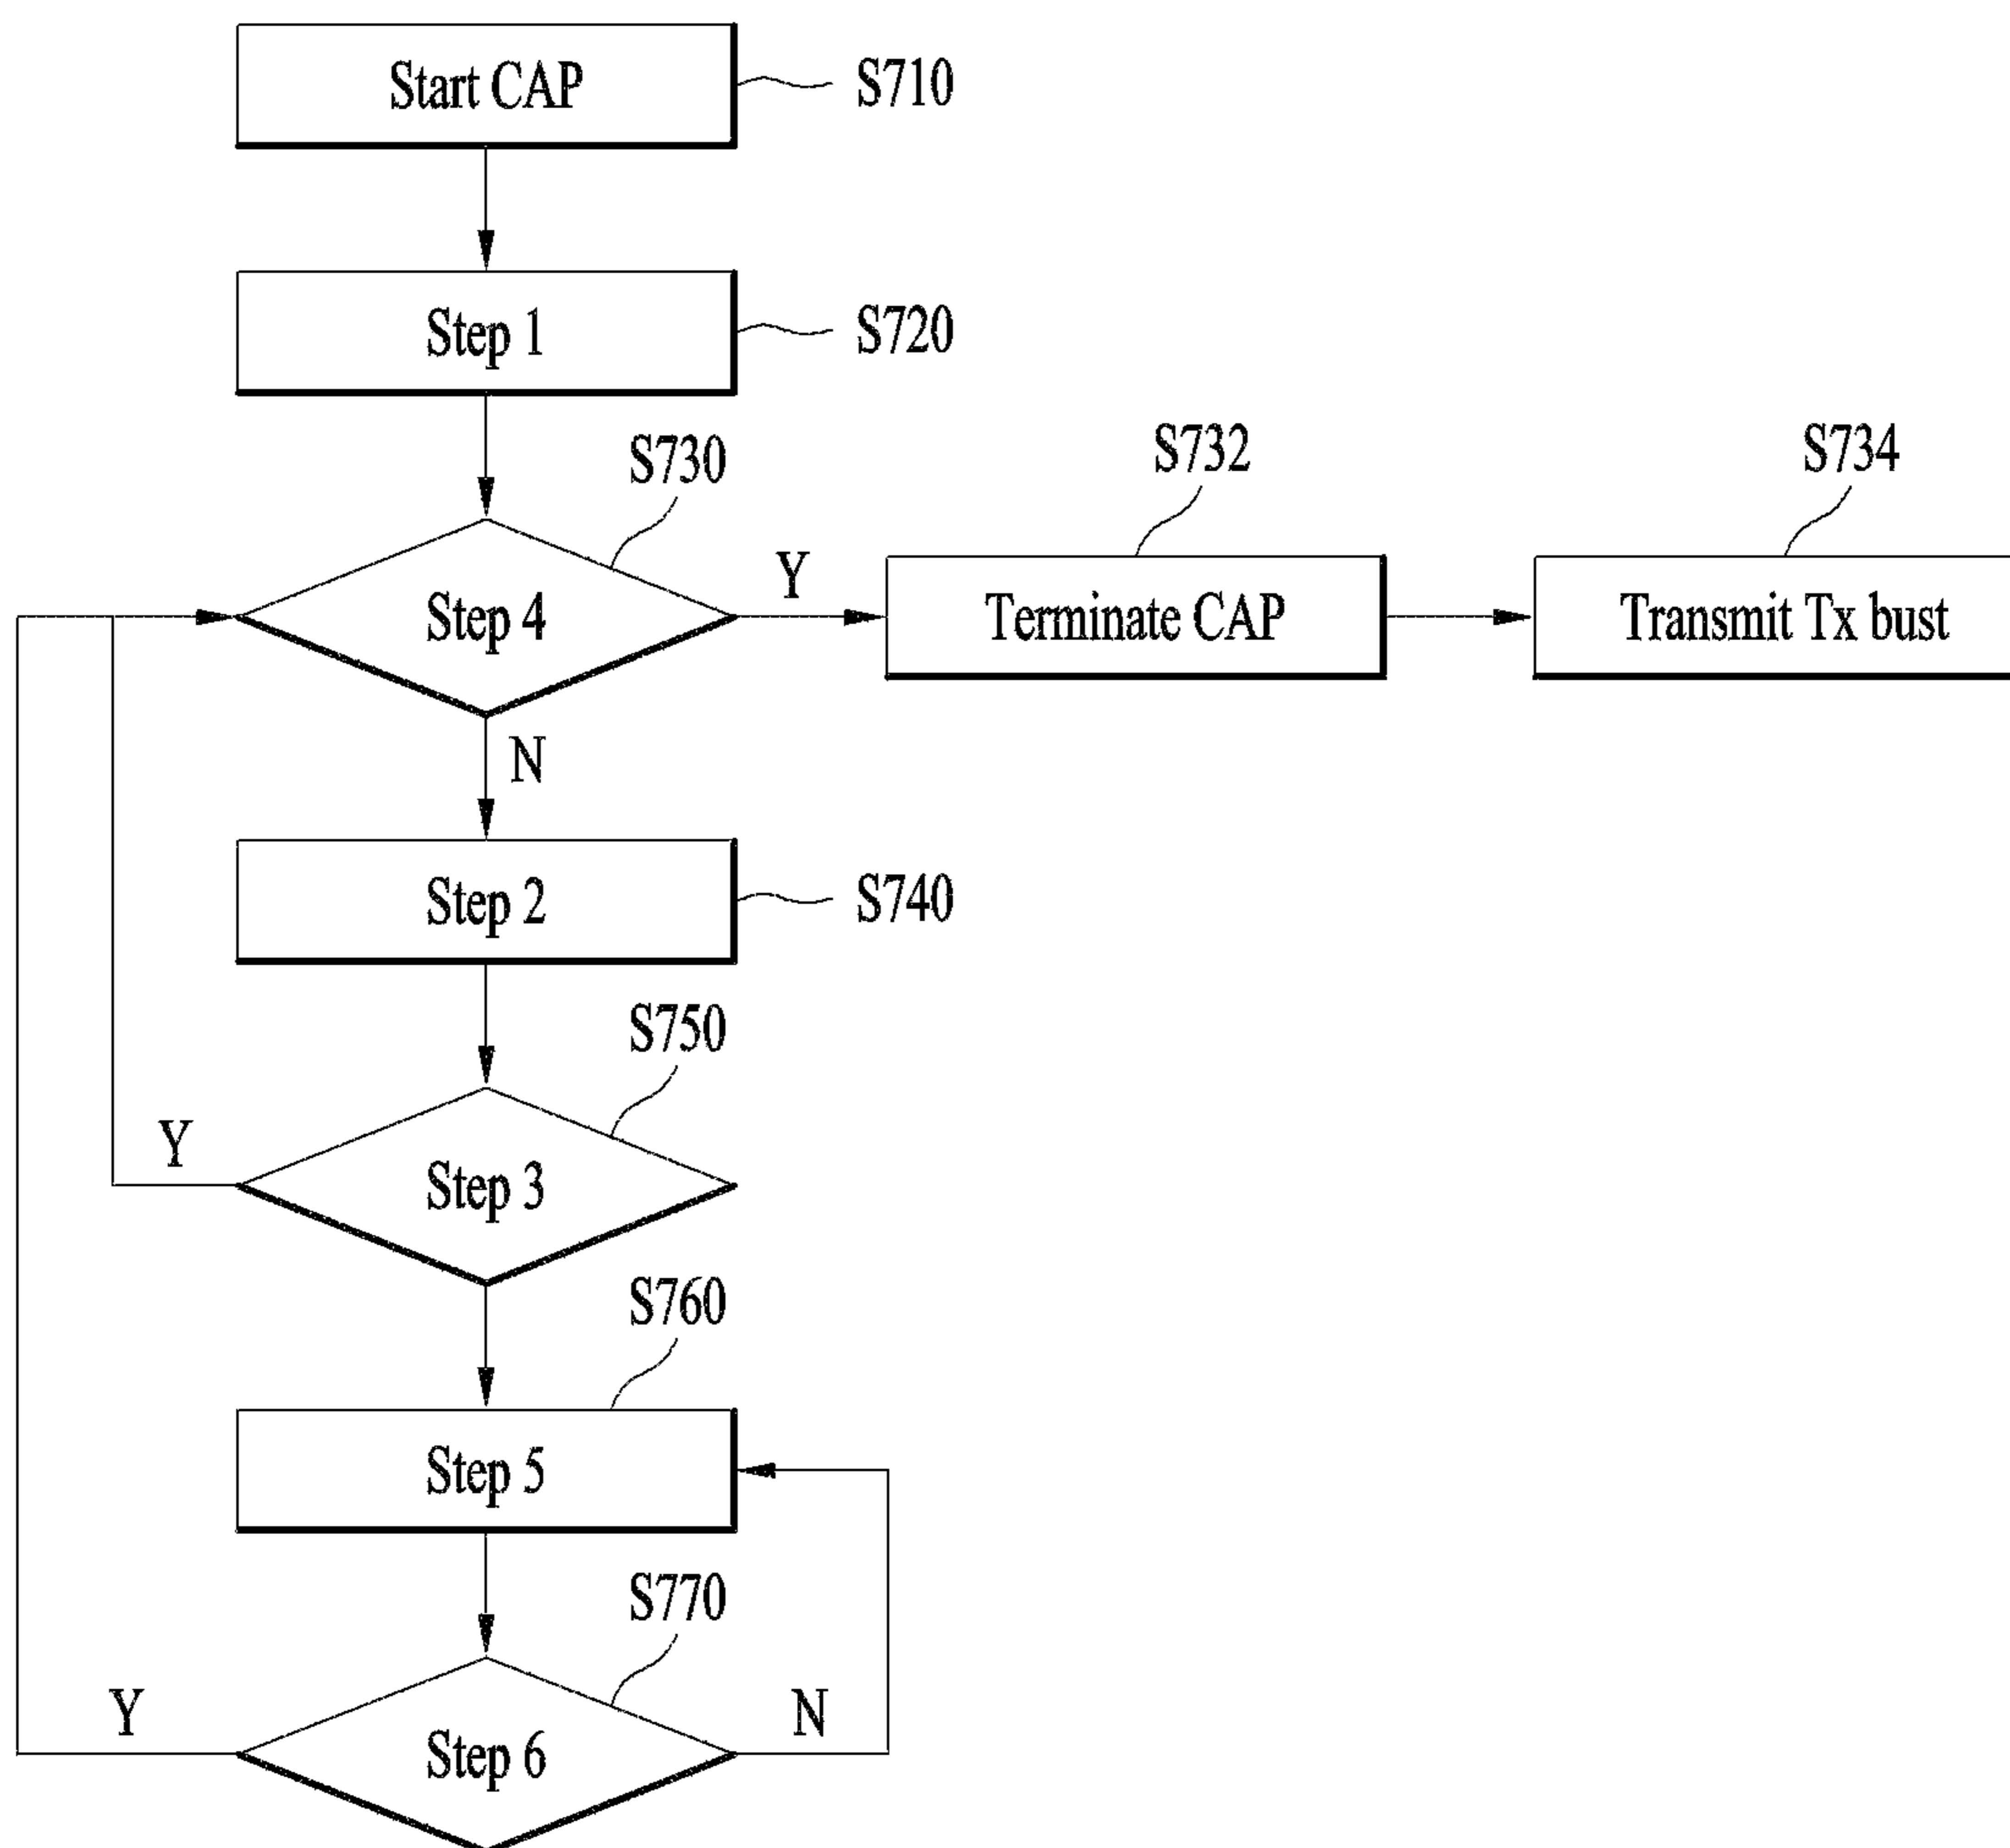 Start CAP
S710
Step 1
S720
S730
S732
S734
Step 4
Y
Terminate CAP
Transmit Tx bust
N
Step 2
S740
S750
Y
Step 3
S760
Step 5
S770
Y
N
Step 6